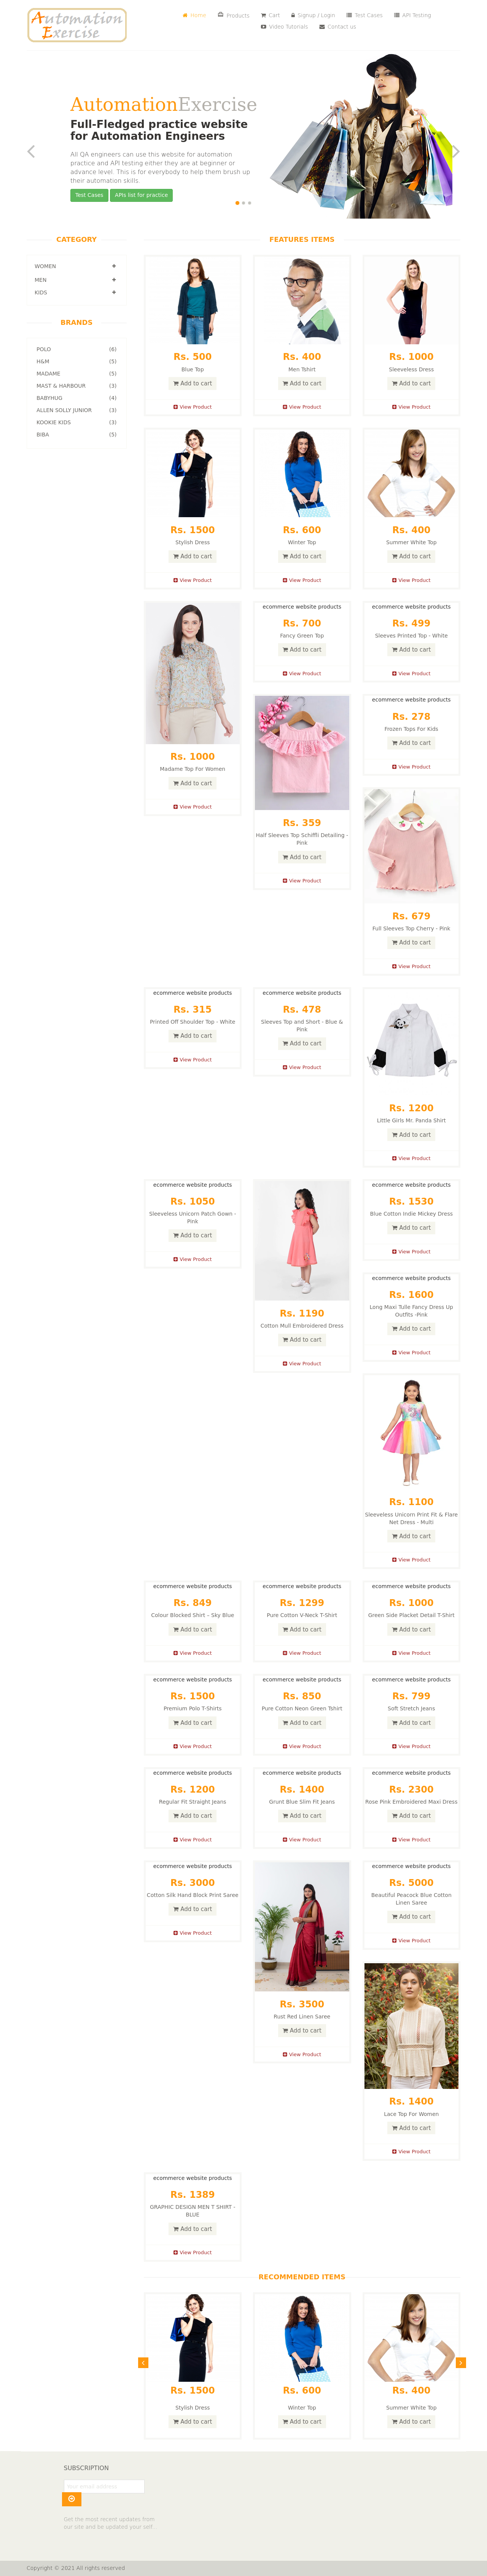 Automation
Exercise
Home
Products
Cart
Signup / Login
Test Cases
API Testing
Video Tutorials
Contact us
AutomationExercise
Full-Fledged practice website
for Automation Engineers
All QA engineers can use this website for automation
practice and API testing either they are at beginner or
advance level. This is for everybody to help them brush up
their automation skills.
Test Cases
APIs list for practice
CATEGORY
WOMEN
MEN
KIDS
BRANDS
POLO (6)
H&M (5)
MADAME (5)
MAST & HARBOUR (3)
BABYHUG (4)
ALLEN SOLLY JUNIOR (3)
KOOKIE KIDS (3)
BIBA (5)
FEATURES ITEMS
Rs. 500
Blue Top
Add to cart
View Product
Rs. 400
Men Tshirt
Add to cart
View Product
Rs. 1000
Sleeveless Dress
Add to cart
View Product
Rs. 1500
Stylish Dress
Add to cart
View Product
Rs. 600
Winter Top
Add to cart
View Product
Rs. 400
Summer White Top
Add to cart
View Product
Rs. 1000
Madame Top For Women
Add to cart
View Product
ecommerce website products
Rs. 700
Fancy Green Top
Add to cart
View Product
ecommerce website products
Rs. 499
Sleeves Printed Top - White
Add to cart
View Product
Rs. 359
Half Sleeves Top Schiffli Detailing -
Pink
Add to cart
View Product
ecommerce website products
Rs. 278
Frozen Tops For Kids
Add to cart
View Product
Rs. 679
Full Sleeves Top Cherry - Pink
Add to cart
View Product
ecommerce website products
Rs. 315
Printed Off Shoulder Top - White
Add to cart
View Product
ecommerce website products
Rs. 478
Sleeves Top and Short - Blue &
Pink
Add to cart
View Product
Rs. 1200
Little Girls Mr. Panda Shirt
Add to cart
View Product
ecommerce website products
Rs. 1050
Sleeveless Unicorn Patch Gown -
Pink
Add to cart
View Product
Rs. 1190
Cotton Mull Embroidered Dress
Add to cart
View Product
ecommerce website products
Rs. 1530
Blue Cotton Indie Mickey Dress
Add to cart
View Product
ecommerce website products
Rs. 1600
Long Maxi Tulle Fancy Dress Up
Outfits -Pink
Add to cart
View Product
Rs. 1100
Sleeveless Unicorn Print Fit & Flare
Net Dress - Multi
Add to cart
View Product
ecommerce website products
Rs. 849
Colour Blocked Shirt – Sky Blue
Add to cart
View Product
ecommerce website products
Rs. 1299
Pure Cotton V-Neck T-Shirt
Add to cart
View Product
ecommerce website products
Rs. 1000
Green Side Placket Detail T-Shirt
Add to cart
View Product
ecommerce website products
Rs. 1500
Premium Polo T-Shirts
Add to cart
View Product
ecommerce website products
Rs. 850
Pure Cotton Neon Green Tshirt
Add to cart
View Product
ecommerce website products
Rs. 799
Soft Stretch Jeans
Add to cart
View Product
ecommerce website products
Rs. 1200
Regular Fit Straight Jeans
Add to cart
View Product
ecommerce website products
Rs. 1400
Grunt Blue Slim Fit Jeans
Add to cart
View Product
ecommerce website products
Rs. 2300
Rose Pink Embroidered Maxi Dress
Add to cart
View Product
ecommerce website products
Rs. 3000
Cotton Silk Hand Block Print Saree
Add to cart
View Product
Rs. 3500
Rust Red Linen Saree
Add to cart
View Product
ecommerce website products
Rs. 5000
Beautiful Peacock Blue Cotton
Linen Saree
Add to cart
View Product
Rs. 1400
Lace Top For Women
Add to cart
View Product
ecommerce website products
Rs. 1389
GRAPHIC DESIGN MEN T SHIRT -
BLUE
Add to cart
View Product
RECOMMENDED ITEMS
Rs. 1500
Stylish Dress
Add to cart
Rs. 600
Winter Top
Add to cart
Rs. 400
Summer White Top
Add to cart
SUBSCRIPTION
Your email address
Get the most recent updates from
our site and be updated your self...
Copyright © 2021 All rights reserved